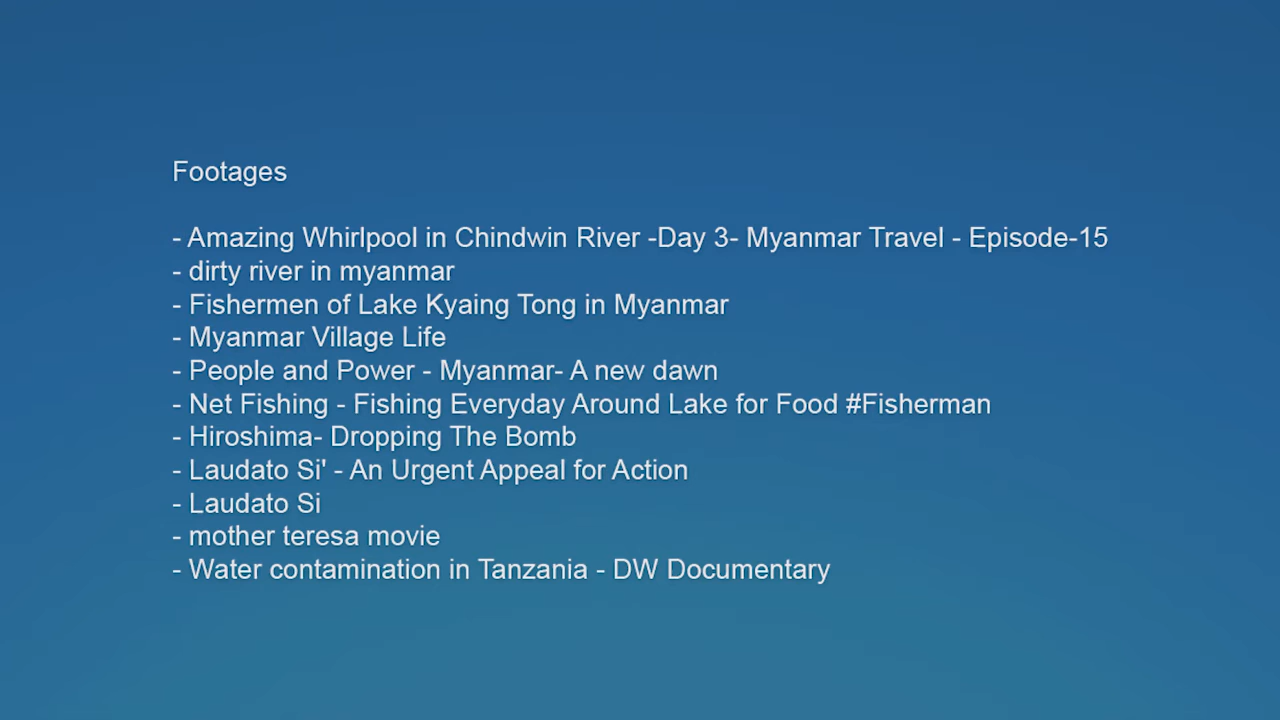 Footages
- Amazing Whirlpool in Chindwin River -Day 3- Myanmar Travel - Episode-15
- dirty river in myanmar
- Fishermen of Lake Kyaing Tong in Myanmar
- Myanmar Village Life
- People and Power - Myanmar- A new dawn
- Net Fishing - Fishing Everyday Around Lake for Food #Fisherman
- Hiroshima- Dropping The Bomb
- Laudato Si' - An Urgent Appeal for Action
- Laudato Si
- mother teresa movie
- Water contamination in Tanzania - DW Documentary